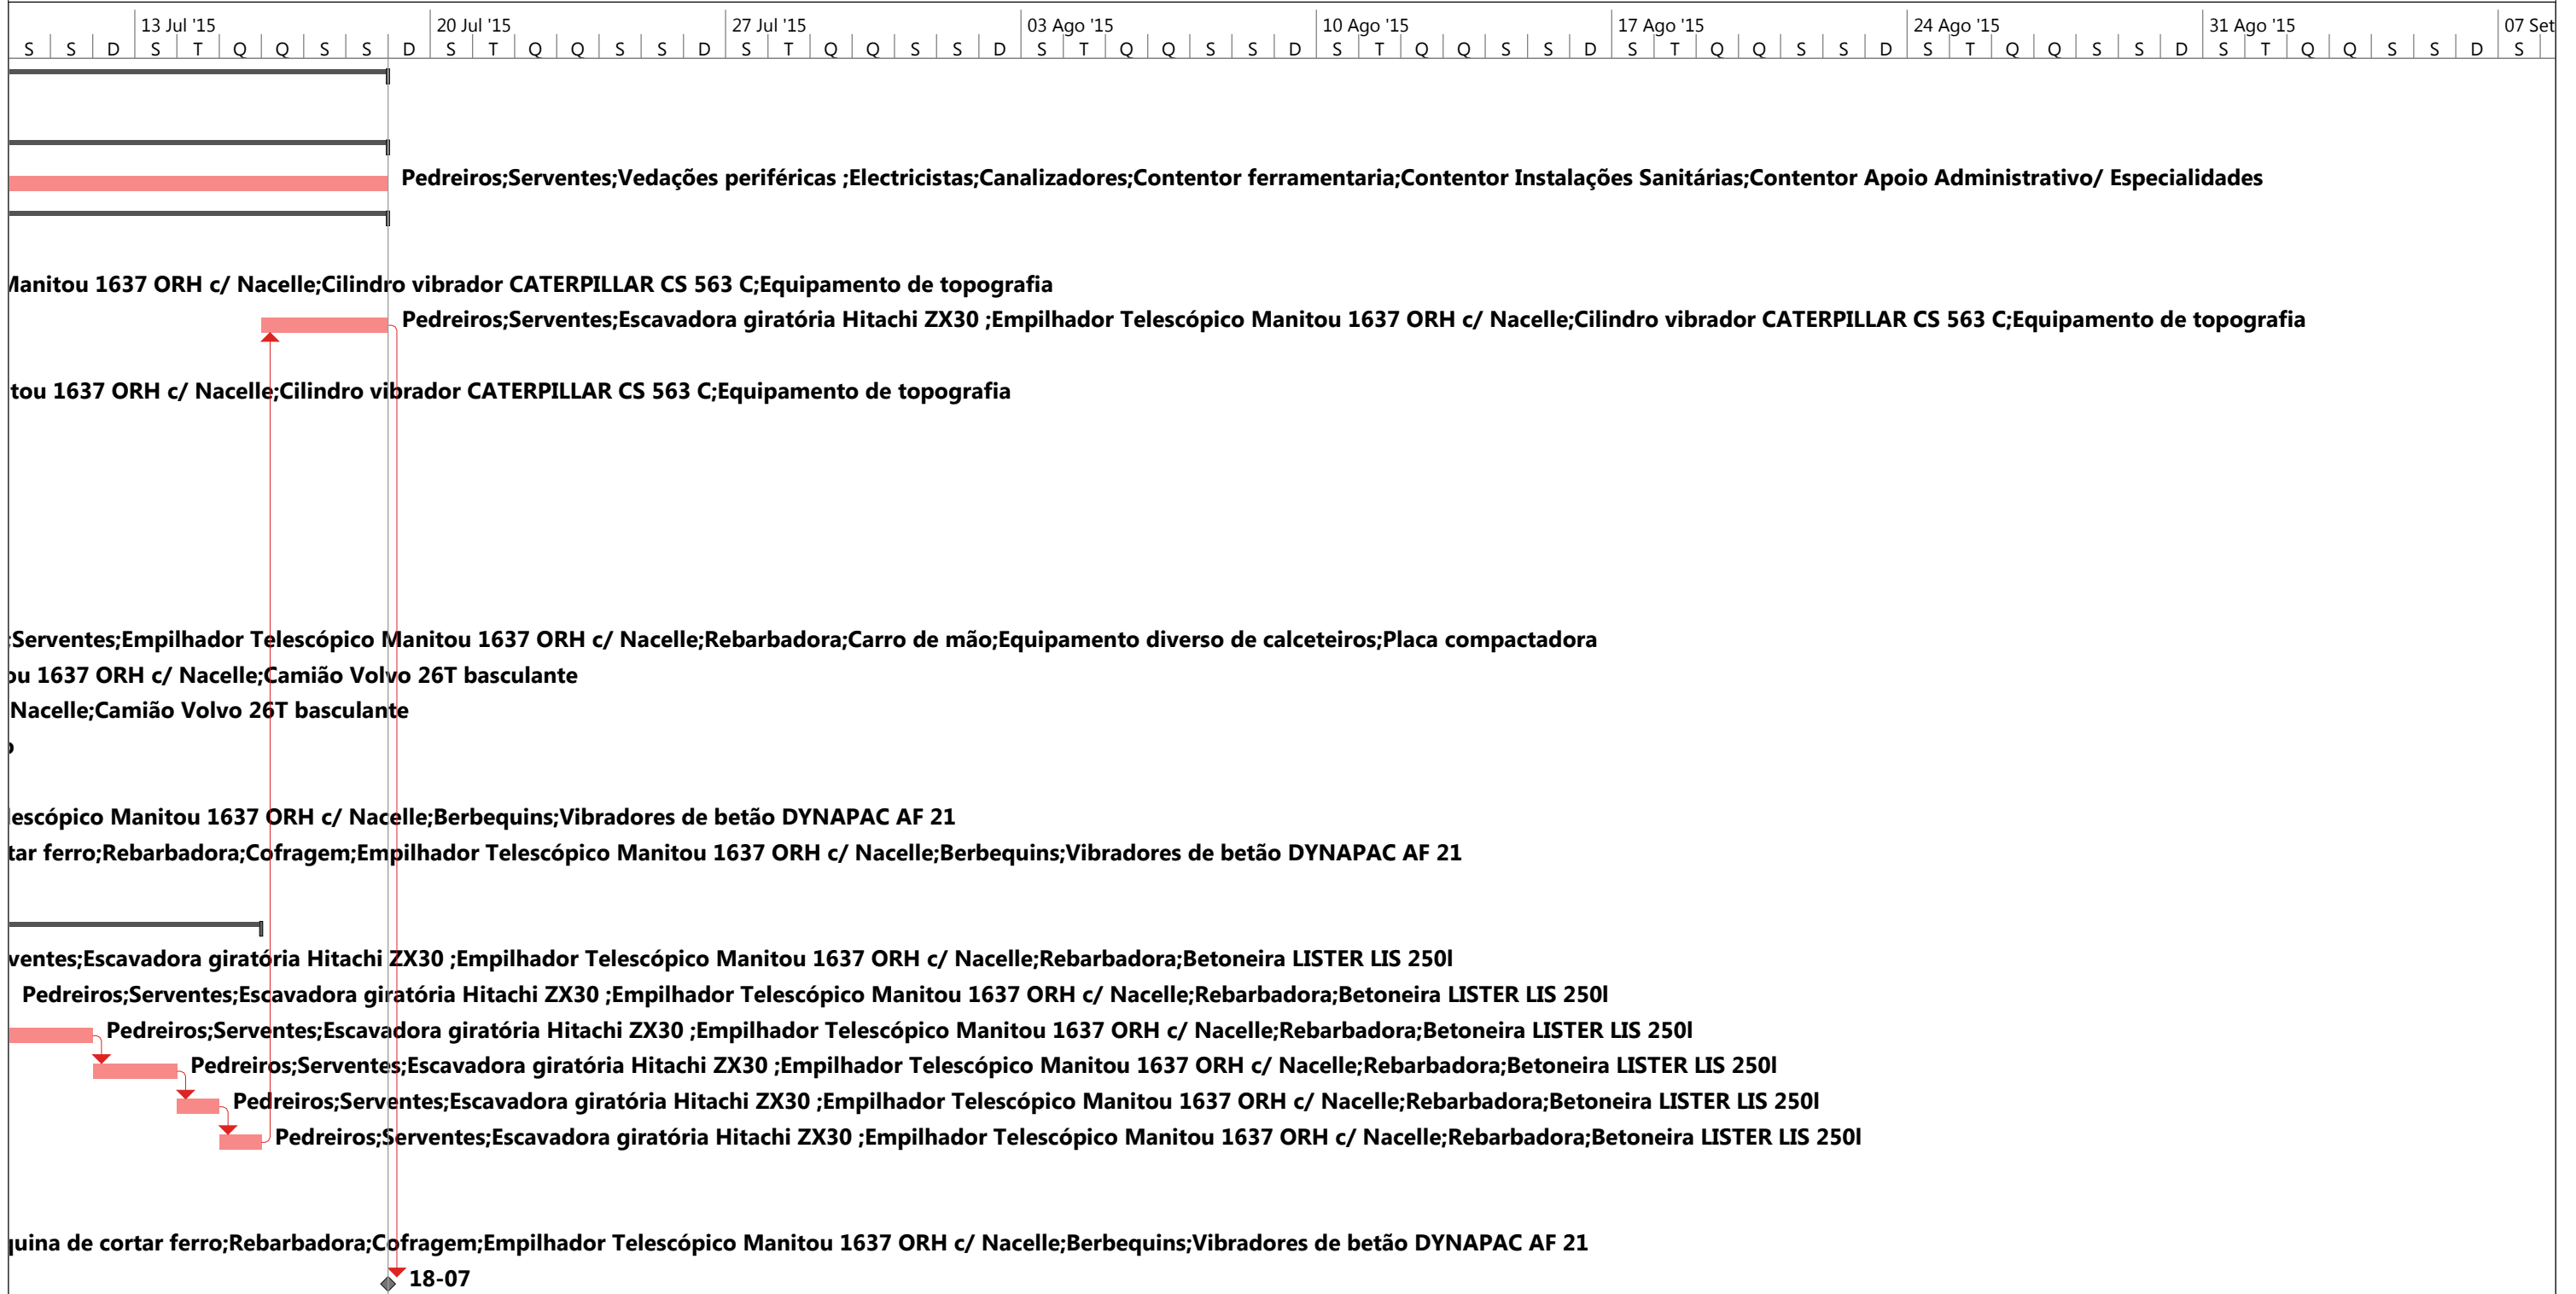 13 Jul '15 20 Jul '15 27 Jul '15 03 Ago '15 10 Ago '15 17 Ago '15 24 Ago '15 31 Ago '15 07 Set
S S D S T Q Q S S D S T Q Q S S D S T Q Q S S D S T Q Q S S D S T Q Q S S D S T Q Q S S D S T Q Q S S D S T Q Q S S D S
Pedreiros;Serventes;Vedações periféricas ;Electricistas;Canalizadores;Contentor ferramentaria;Contentor Instalações Sanitárias;Contentor Apoio Administrativo/ Especialidades
Manitou 1637 ORH c/ Nacelle;Cilindro vibrador CATERPILLAR CS 563 C;Equipamento de topografia
Pedreiros;Serventes;Escavadora giratória Hitachi ZX30 ;Empilhador Telescópico Manitou 1637 ORH c/ Nacelle;Cilindro vibrador CATERPILLAR CS 563 C;Equipamento de topografia
tou 1637 ORH c/ Nacelle;Cilindro vibrador CATERPILLAR CS 563 C;Equipamento de topografia
;Serventes;Empilhador Telescópico Manitou 1637 ORH c/ Nacelle;Rebarbadora;Carro de mão;Equipamento diverso de calceteiros;Placa compactadora
ou 1637 ORH c/ Nacelle;Camião Volvo 26T basculante
Nacelle;Camião Volvo 26T basculante
lescópico Manitou 1637 ORH c/ Nacelle;Berbequins;Vibradores de betão DYNAPAC AF 21
tar ferro;Rebarbadora;Cofragem;Empilhador Telescópico Manitou 1637 ORH c/ Nacelle;Berbequins;Vibradores de betão DYNAPAC AF 21
ventes;Escavadora giratória Hitachi ZX30 ;Empilhador Telescópico Manitou 1637 ORH c/ Nacelle;Rebarbadora;Betoneira LISTER LIS 250l
Pedreiros;Serventes;Escavadora giratória Hitachi ZX30 ;Empilhador Telescópico Manitou 1637 ORH c/ Nacelle;Rebarbadora;Betoneira LISTER LIS 250l
Pedreiros;Serventes;Escavadora giratória Hitachi ZX30 ;Empilhador Telescópico Manitou 1637 ORH c/ Nacelle;Rebarbadora;Betoneira LISTER LIS 250l
Pedreiros;Serventes;Escavadora giratória Hitachi ZX30 ;Empilhador Telescópico Manitou 1637 ORH c/ Nacelle;Rebarbadora;Betoneira LISTER LIS 250l
Pedreiros;Serventes;Escavadora giratória Hitachi ZX30 ;Empilhador Telescópico Manitou 1637 ORH c/ Nacelle;Rebarbadora;Betoneira LISTER LIS 250l
Pedreiros;Serventes;Escavadora giratória Hitachi ZX30 ;Empilhador Telescópico Manitou 1637 ORH c/ Nacelle;Rebarbadora;Betoneira LISTER LIS 250l
quina de cortar ferro;Rebarbadora;Cofragem;Empilhador Telescópico Manitou 1637 ORH c/ Nacelle;Berbequins;Vibradores de betão DYNAPAC AF 21
18-07